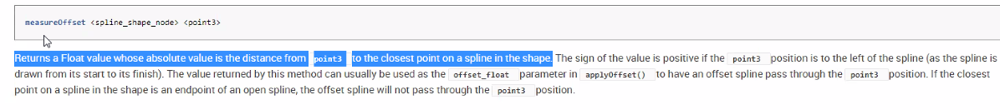 measureOffset <spline_shape_node> <point3>
Returns a Float value whose absolute value is the distance from point3 to the closest point on a spline in the shape. The sign of the value is positive if the point3 position is to the left of the spline (as the spline is
drawn from its start to its finish). The value returned by this method can usually be used as the offset_float parameter in applyOffset() to have an offset spline pass through the point3 position. If the closest
point on a spline in the shape is an endpoint of an open spline, the offset spline will not pass through the point3 position.